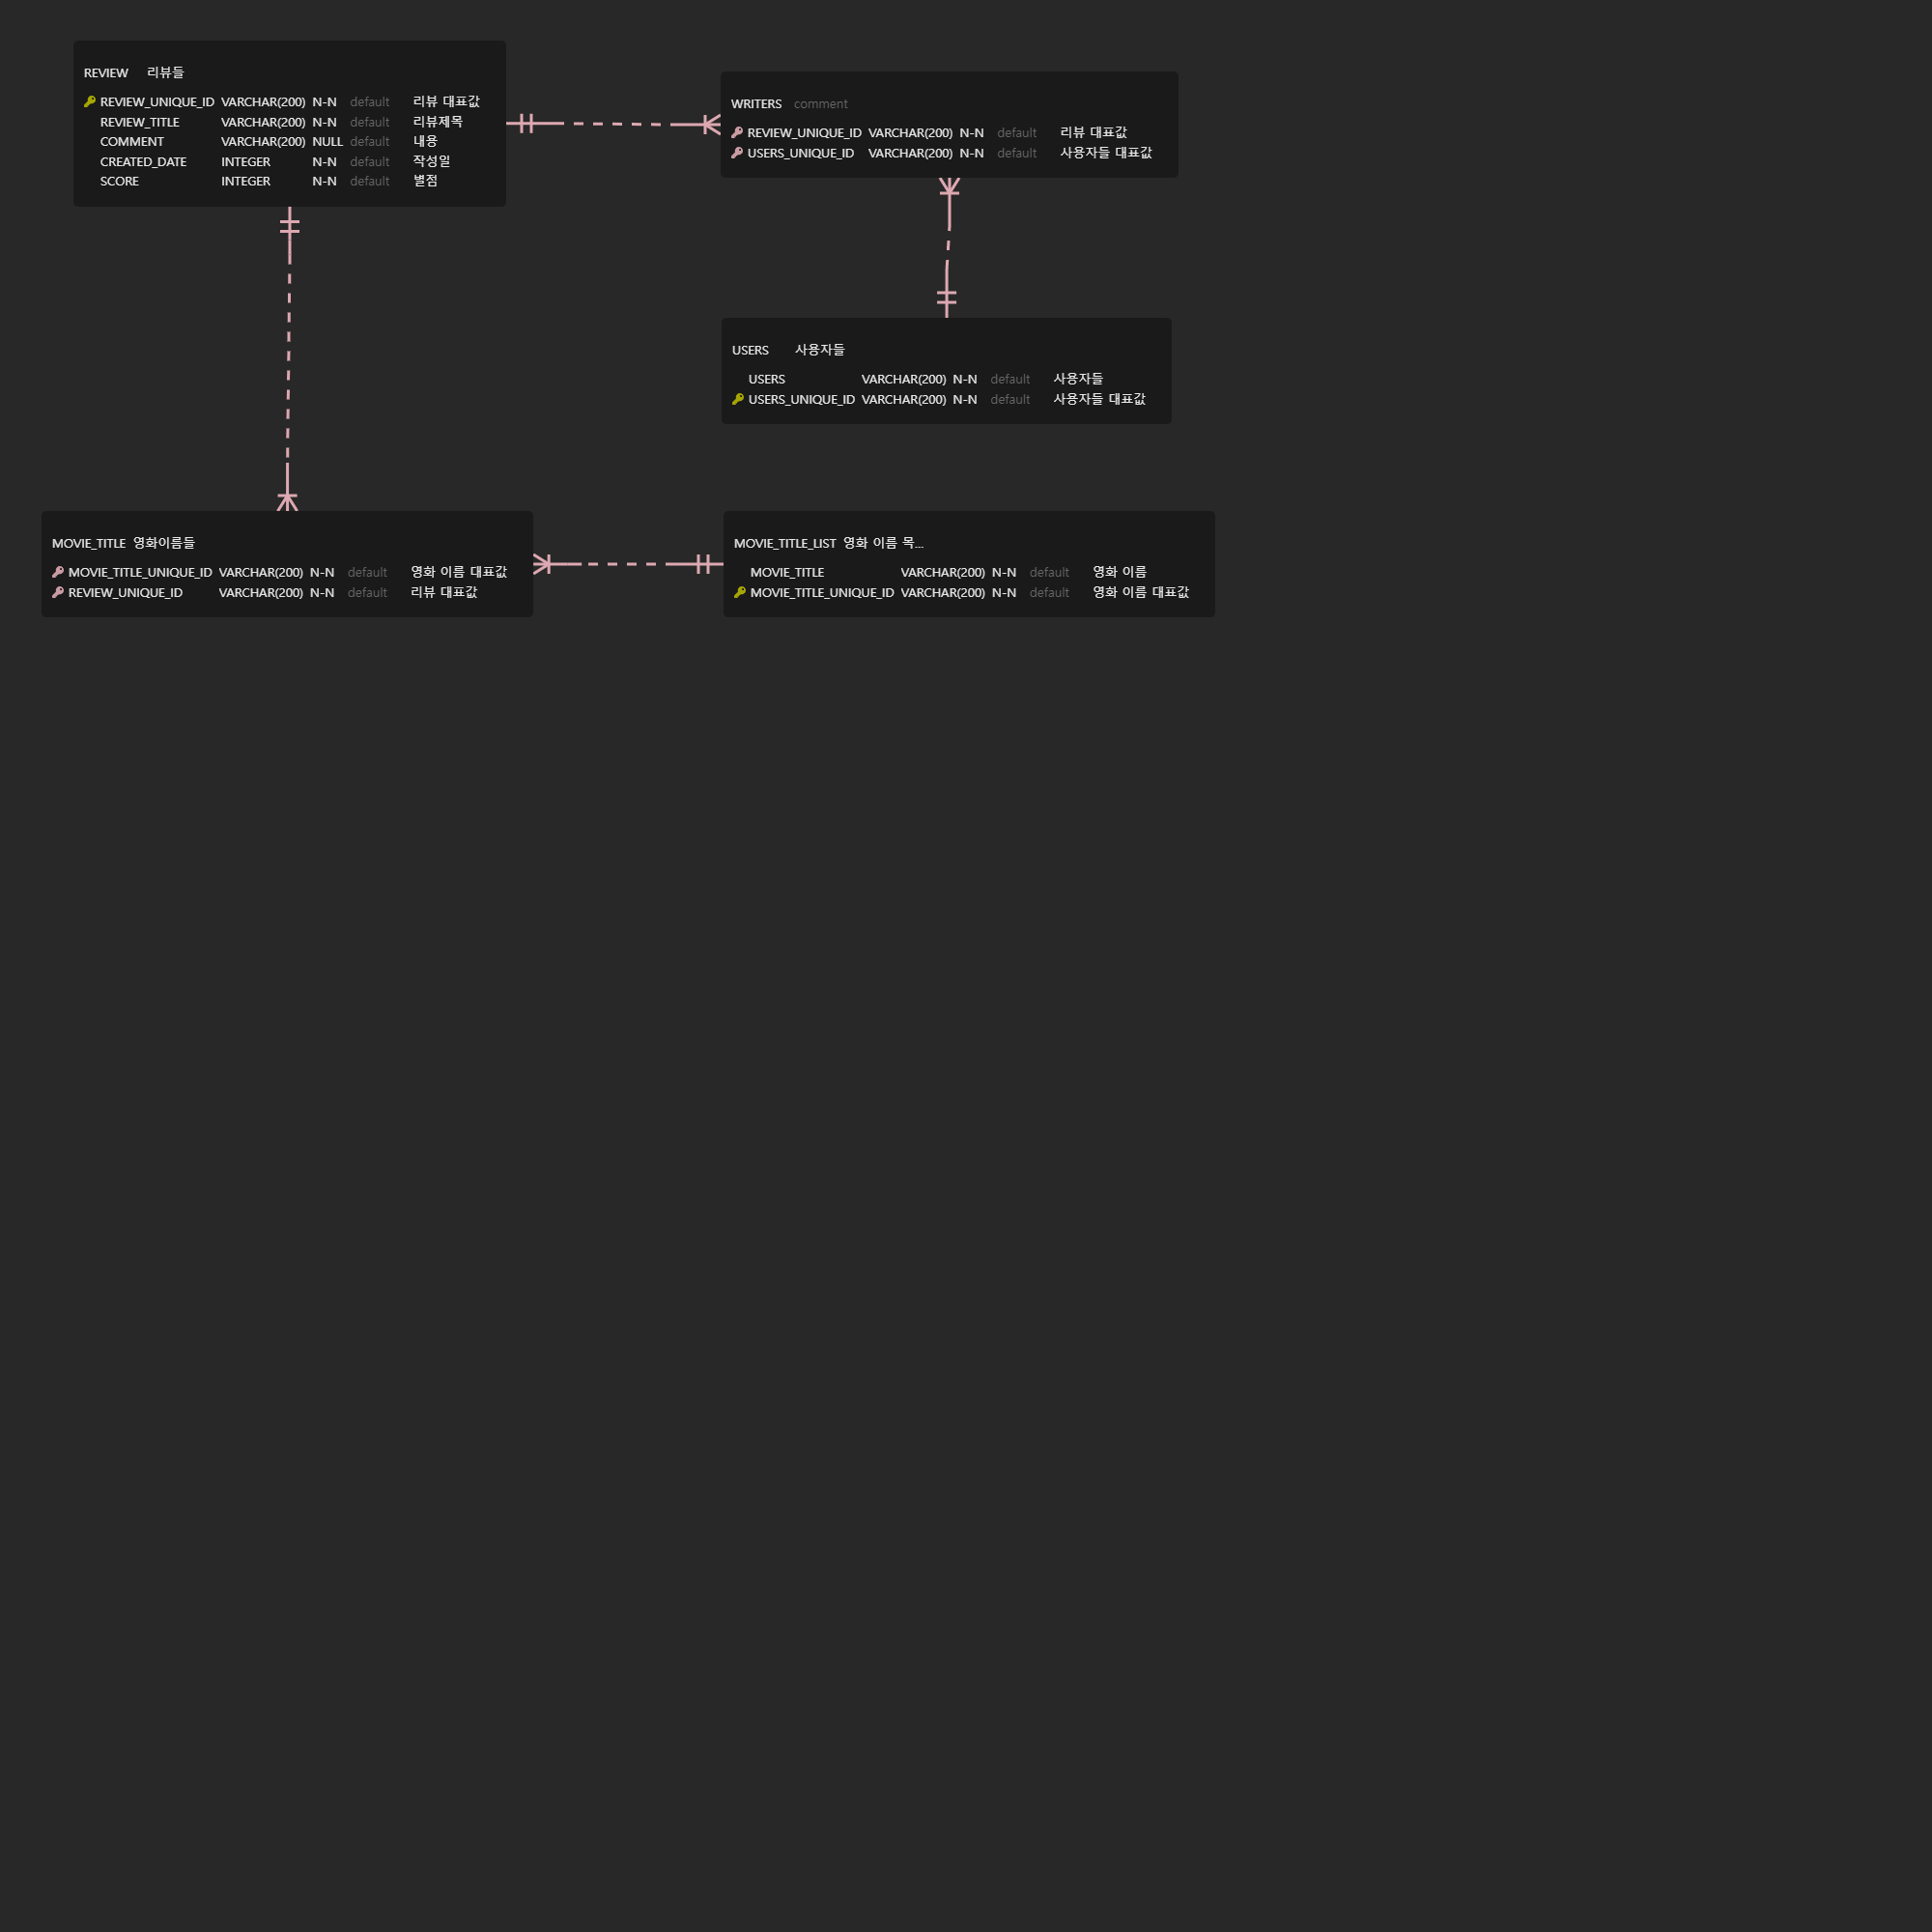 REVIEW 리뷰들
REVIEW_UNIQUE_ID VARCHAR(200) N-N default 리뷰 대표값
REVIEW_TITLE VARCHAR(200) N-N default 리뷰제목
COMMENT VARCHAR(200) NULL default 내용
CREATED_DATE INTEGER N-N default 작성일
SCORE INTEGER N-N default 별점
WRITERS comment
REVIEW_UNIQUE_ID VARCHAR(200) N-N default 리뷰 대표값
USERS_UNIQUE_ID VARCHAR(200) N-N default 사용자들 대표값
USERS 사용자들
USERS VARCHAR(200) N-N default 사용자들
USERS_UNIQUE_ID VARCHAR(200) N-N default 사용자들 대표값
MOVIE_TITLE 영화이름들
MOVIE_TITLE_UNIQUE_ID VARCHAR(200) N-N default 영화 이름 대표값
REVIEW_UNIQUE_ID VARCHAR(200) N-N default 리뷰 대표값
MOVIE_TITLE_LIST 영화 이름 목...
MOVIE_TITLE VARCHAR(200) N-N default 영화 이름
MOVIE_TITLE_UNIQUE_ID VARCHAR(200) N-N default 영화 이름 대표값